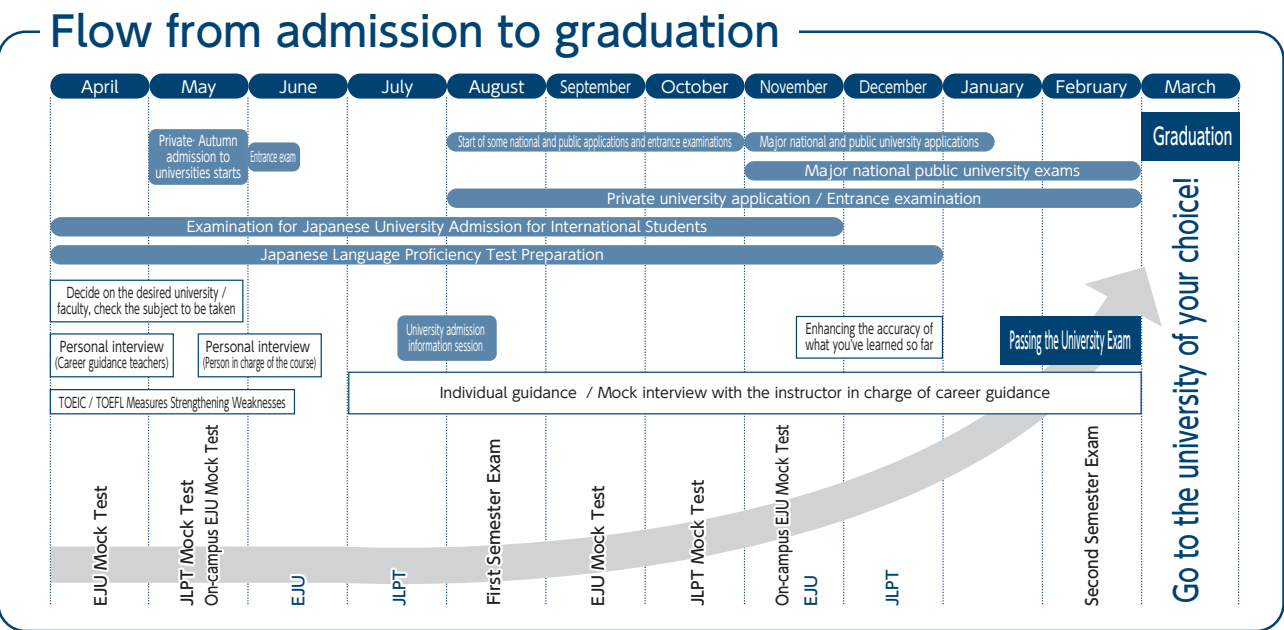 Flow from admission to graduation
April
May
June
July
August
September
October
November
December
January
February
March
Private· Autumn
admission to
universities starts
Entrance exam
Start of some national and public applications and entrance examinations
Major national and public university applications
Graduation
Major national public university exams
Private university application / Entrance examination
Examination for Japanese University Admission for International Students
Japanese Language Proficiency Test Preparation
Decide on the desired university /
faculty, check the subject to be taken
Personal interview
(Career guidance teachers)
Personal interview
(Person in charge of the course)
University admission
information session
Enhancing the accuracy of
what you've learned so far
Passing the University Exam
TOEIC / TOEFL Measures Strengthening Weaknesses
Individual guidance / Mock interview with the instructor in charge of career guidance
EJU Mock Test
JLPT Mock Test
On-campus EJU Mock Test
EJU
JLPT
First Semester Exam
EJU Mock Test
JLPT Mock Test
On-campus EJU Mock Test
EJU
JLPT
Second Semester Exam
Go to the university of your choice!